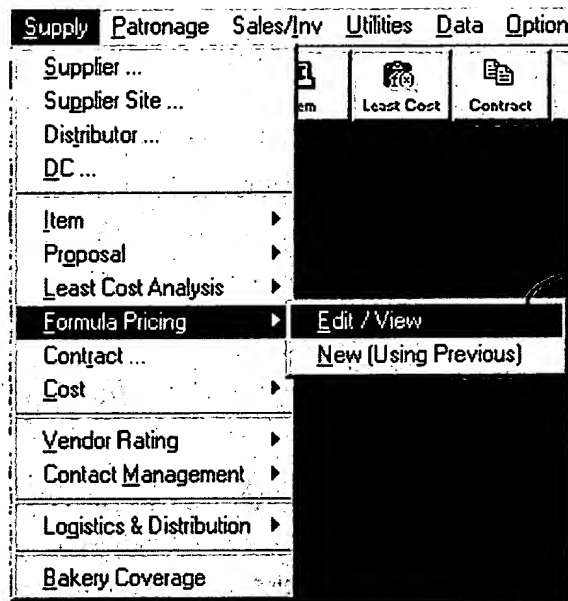 Supply Patronage Sales/Inv Utilities Data Option
Supplier ...
Supplier Site ...
Distributor ...
DC ...
Least Cost Contract
Item
Proposal
Least Cost Analysis
Formula Pricing
Edit / View
New (Using Previous)
Contract ...
Cost
Vendor Rating
Contact Management
Logistics & Distribution
Bakery Coverage